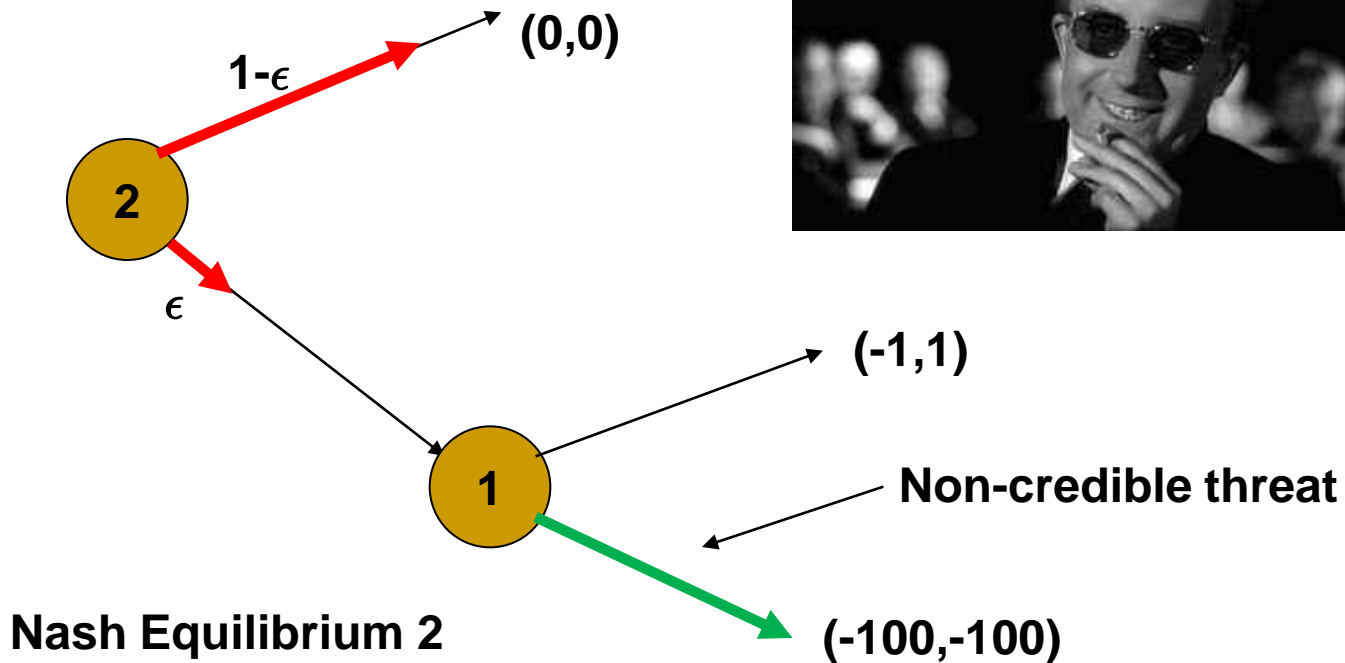 (0,0)
1-ϵ
2
ϵ
(-1,1)
1
Non-credible threat
Nash Equilibrium 2
(-100,-100)